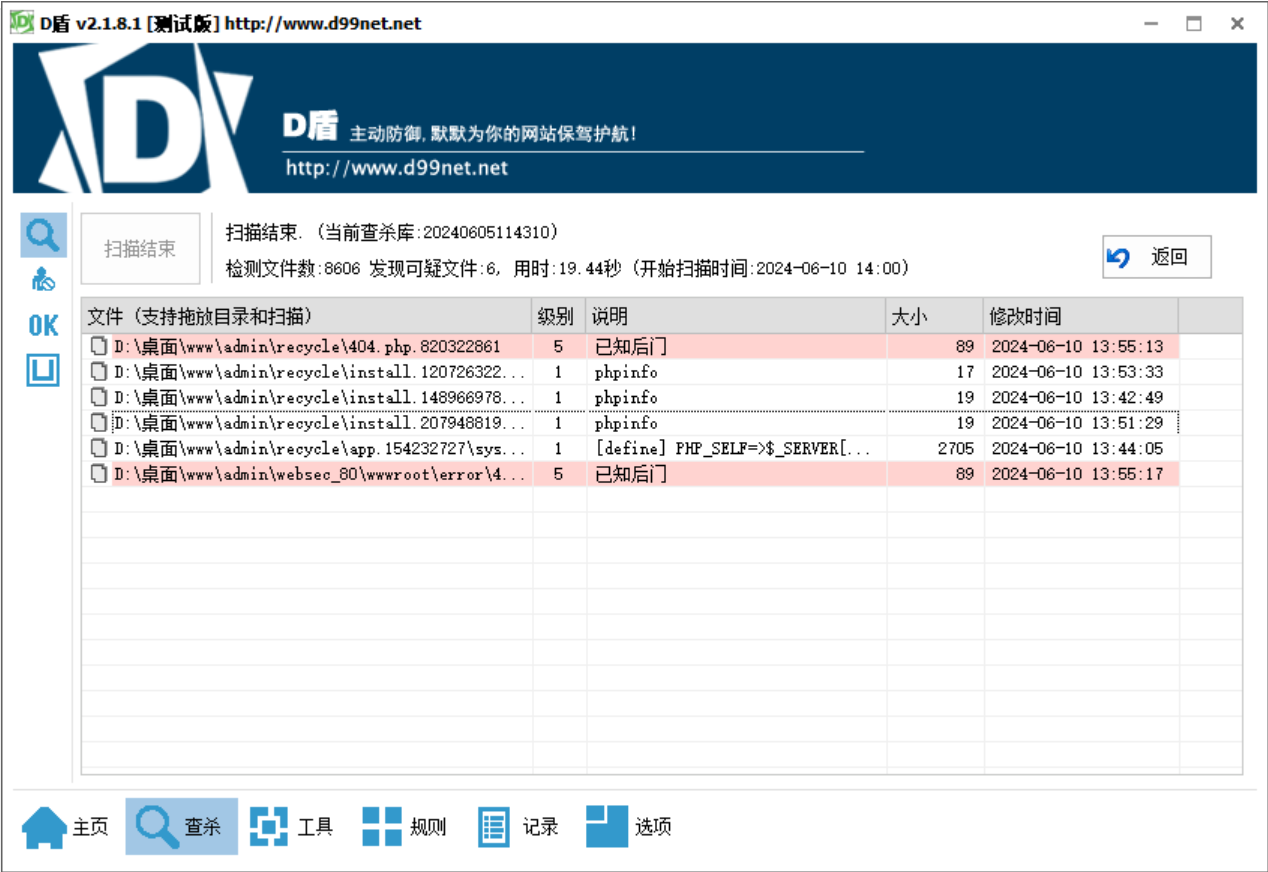 D盾 v2.1.8.1 [测试版] http://www.d99net.net
D盾 主动防御,默默为你的网站保驾护航!
http://www.d99net.net
扫描结束
扫描结束. (当前查杀库:20240605114310)
检测文件数:8606 发现可疑文件:6, 用时:19.44秒 (开始扫描时间:2024-06-10 14:00)
返回
OK
文件 (支持拖放目录和扫描) 级别 说明 大小 修改时间
D:\桌面\www\admin\recycle\404.php.820322861 5 已知后门 89 2024-06-10 13:55:13
D:\桌面\www\admin\recycle\install.120726322... 1 phpinfo 17 2024-06-10 13:53:33
D:\桌面\www\admin\recycle\install.148966978... 1 phpinfo 19 2024-06-10 13:42:49
D:\桌面\www\admin\recycle\install.207948819... 1 phpinfo 19 2024-06-10 13:51:29
D:\桌面\www\admin\recycle\app.154232727\sys... 1 [define] PHP_SELF=>$_SERVER[... 2705 2024-06-10 13:44:05
D:\桌面\www\admin\websec_80\wwwroot\error\4... 5 已知后门 89 2024-06-10 13:55:17
主页 查杀 工具 规则 记录 选项